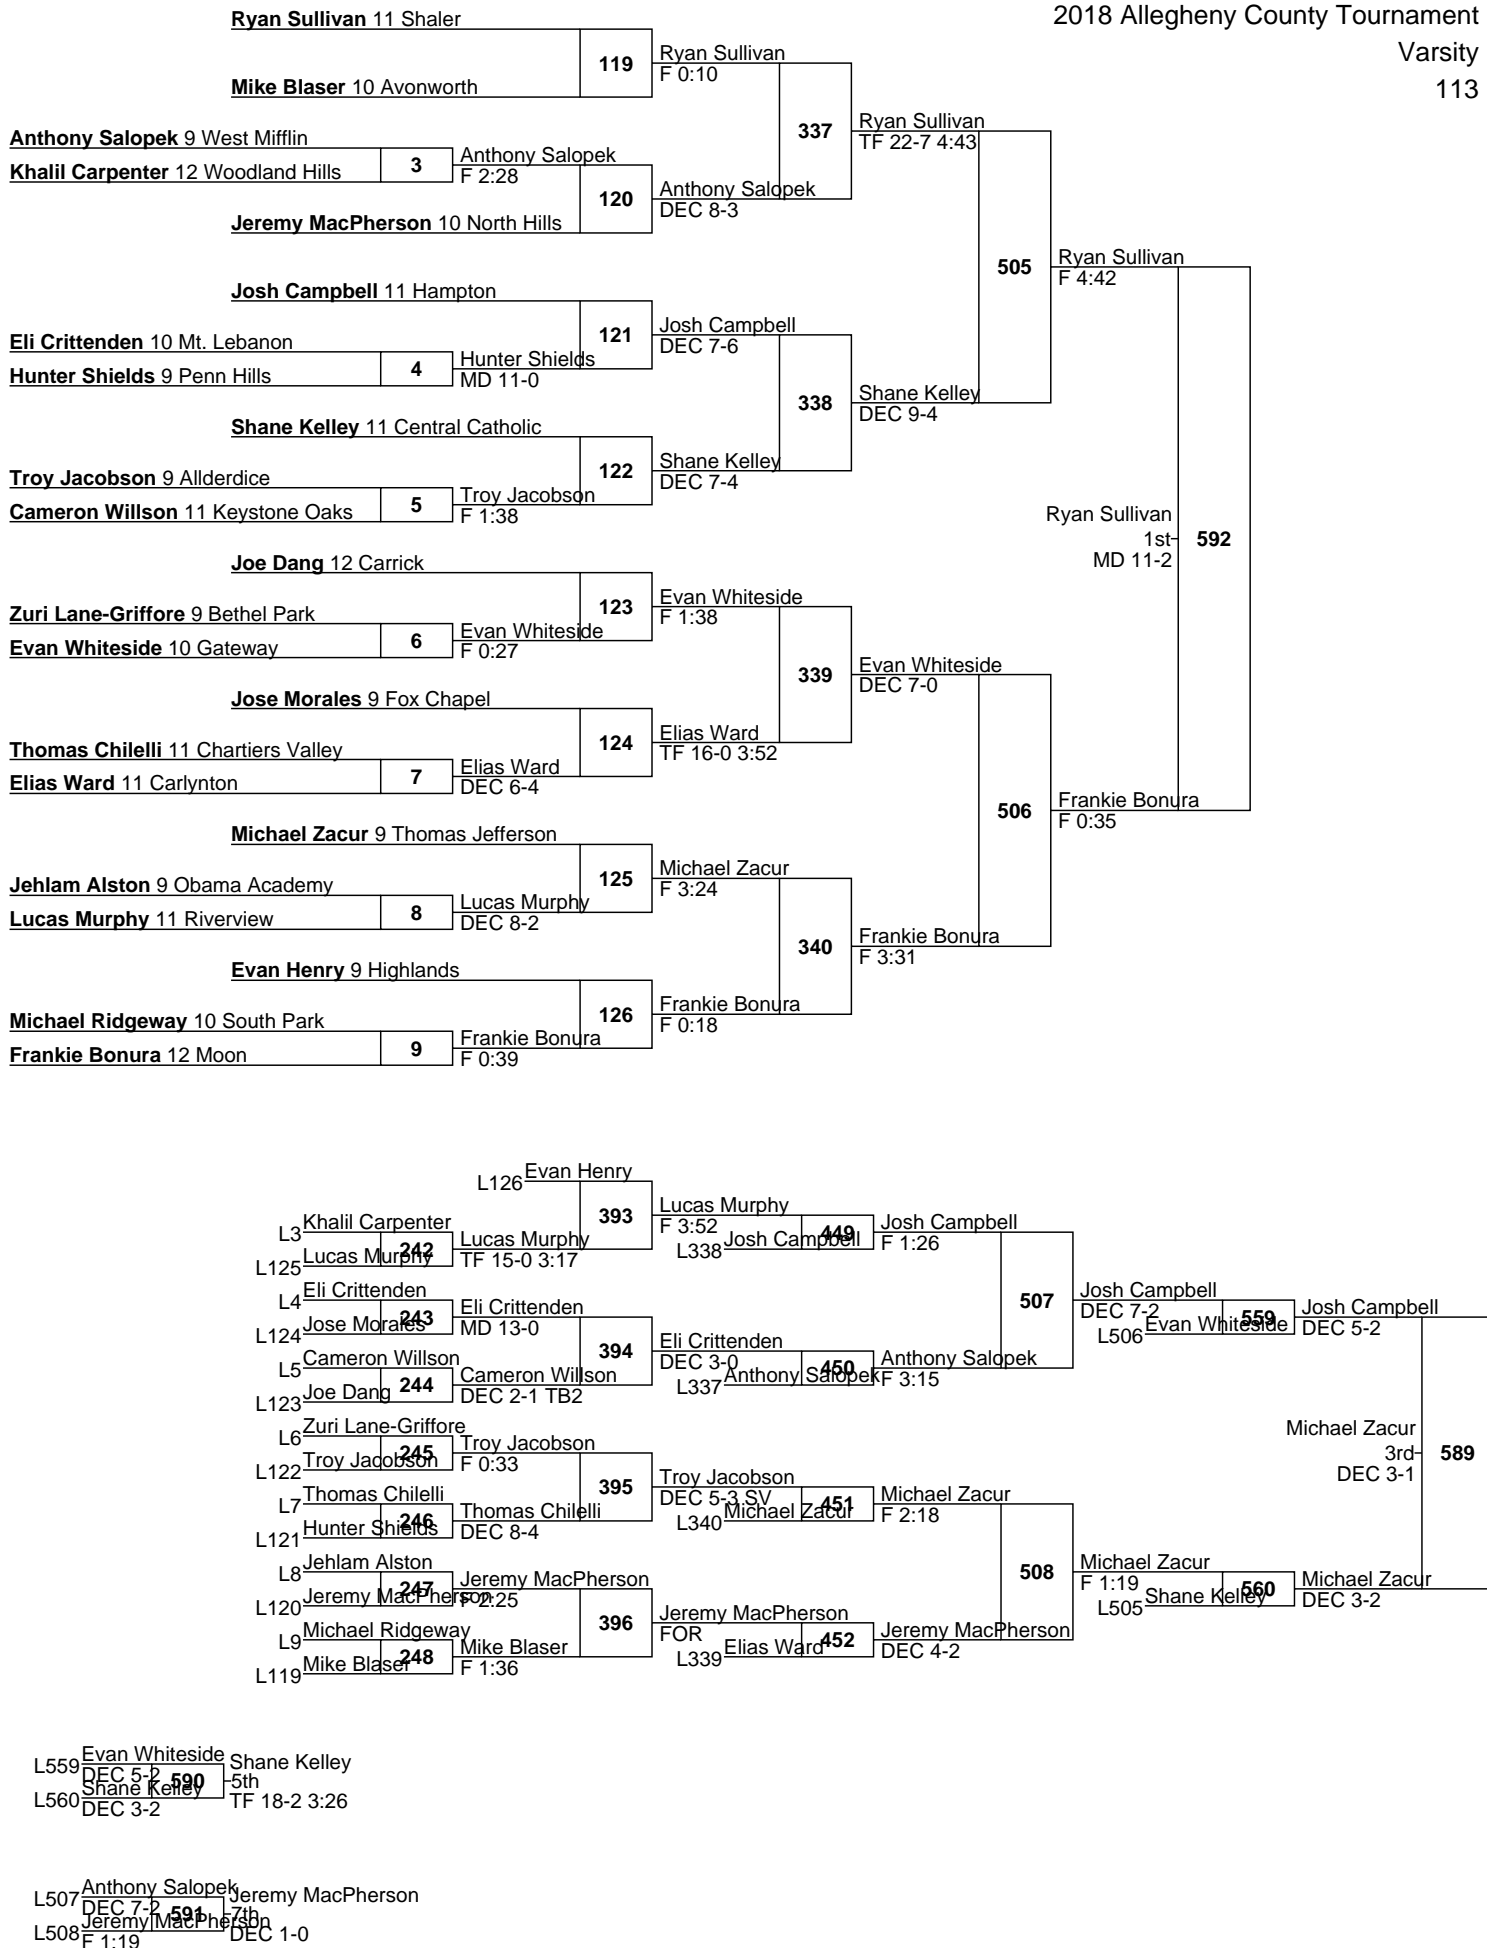 2018 Allegheny County Tournament
Varsity
113
Ryan Sullivan 11 Shaler
119
Ryan Sullivan
F 0:10
Mike Blaser 10 Avonworth
337
Ryan Sullivan
TF 22-7 4:43
Anthony Salopek 9 West Mifflin
3
Anthony Salopek
F 2:28
Khalil Carpenter 12 Woodland Hills
120
Anthony Salopek
DEC 8-3
Jeremy MacPherson 10 North Hills
505
Ryan Sullivan
F 4:42
Josh Campbell 11 Hampton
121
Josh Campbell
DEC 7-6
Eli Crittenden 10 Mt. Lebanon
4
Hunter Shields
MD 11-0
Hunter Shields 9 Penn Hills
338
Shane Kelley
DEC 9-4
Shane Kelley 11 Central Catholic
122
Shane Kelley
DEC 7-4
Troy Jacobson 9 Allderdice
5
Troy Jacobson
F 1:38
Cameron Willson 11 Keystone Oaks
Ryan Sullivan
1st
MD 11-2
592
Joe Dang 12 Carrick
123
Evan Whiteside
F 1:38
Zuri Lane-Griffore 9 Bethel Park
6
Evan Whiteside
F 0:27
Evan Whiteside 10 Gateway
339
Evan Whiteside
DEC 7-0
Jose Morales 9 Fox Chapel
124
Elias Ward
TF 16-0 3:52
Thomas Chilelli 11 Chartiers Valley
7
Elias Ward
DEC 6-4
Elias Ward 11 Carlynton
506
Frankie Bonura
F 0:35
Michael Zacur 9 Thomas Jefferson
125
Michael Zacur
F 3:24
Jehlam Alston 9 Obama Academy
8
Lucas Murphy
DEC 8-2
Lucas Murphy 11 Riverview
340
Frankie Bonura
F 3:31
Evan Henry 9 Highlands
126
Frankie Bonura
F 0:18
Michael Ridgeway 10 South Park
9
Frankie Bonura
F 0:39
Frankie Bonura 12 Moon
L126 Evan Henry
393
Lucas Murphy
F 3:52
L3 Khalil Carpenter
242
Lucas Murphy
TF 15-0 3:17
L125 Lucas Murphy
L338 Josh Campbell
449
Josh Campbell
F 1:26
L4 Eli Crittenden
243
Eli Crittenden
MD 13-0
L124 Jose Morales
507
Josh Campbell
DEC 7-2
L506 Evan Whiteside
559
Josh Campbell
DEC 5-2
394
Eli Crittenden
DEC 3-0
L5 Cameron Willson
244
Cameron Willson
DEC 2-1 TB2
L123 Joe Dang
L337 Anthony Salopek
450
Anthony Salopek
F 3:15
L6 Zuri Lane-Griffore
245
Troy Jacobson
F 0:33
L122 Troy Jacobson
Michael Zacur
3rd
DEC 3-1
589
395
Troy Jacobson
DEC 5-3 SV
L7 Thomas Chilelli
246
Thomas Chilelli
DEC 8-4
L121 Hunter Shields
L340 Michael Zacur
451
Michael Zacur
F 2:18
L8 Jehlam Alston
247
Jeremy MacPherson
F 2:25
L120 Jeremy MacPherson
508
Michael Zacur
F 1:19
L505 Shane Kelley
560
Michael Zacur
DEC 3-2
396
Jeremy MacPherson
FOR
L9 Michael Ridgeway
248
Mike Blaser
F 1:36
L119 Mike Blaser
L339 Elias Ward
452
Jeremy MacPherson
DEC 4-2
L559 Evan Whiteside
DEC 5-2
590
Shane Kelley
5th
TF 18-2 3:26
L560 Shane Kelley
DEC 3-2
L507 Anthony Salopek
DEC 7-2
591
Jeremy MacPherson
7th
DEC 1-0
L508 Jeremy MacPherson
F 1:19